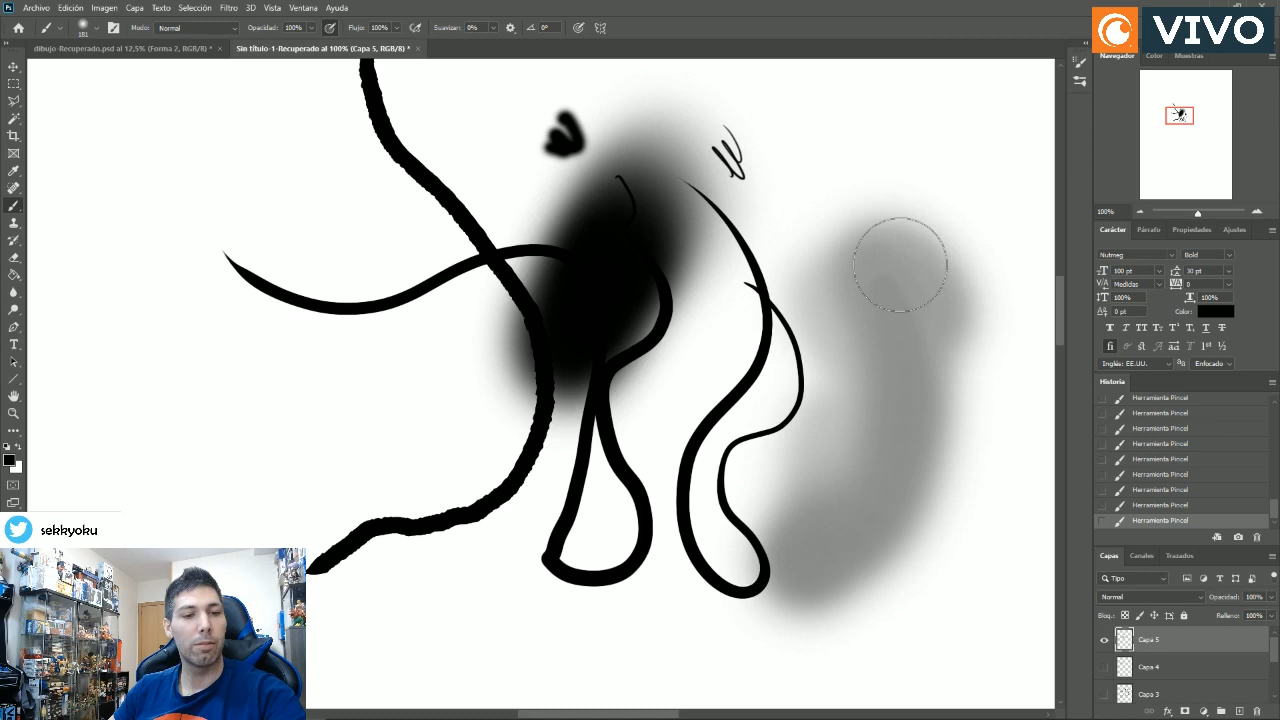 Archivo Edición Imagen Capa Texto Selección Filtro 3D Vista Ventana Ayuda
VIVO
Modo: Normal Opacidad: 100% Flujo: 100% Suavizar: 0% 0°
181
dibujo-Recuperado.psd al 12,5% (Forma 2, RGB/8) * × Sin título-1-Recuperado al 100% (Capa 5, RGB/8) * ×
Navegador Color Muestras
100%
Carácter Párrafo Propiedades Ajustes
Nutmeg Bold
100 pt 30 pt
Medidas 0
100% 100%
0 pt Color:
Inglés: EE.UU. Enfocado
Historia
Herramienta Pincel
Herramienta Pincel
Herramienta Pincel
Herramienta Pincel
Herramienta Pincel
Herramienta Pincel
Herramienta Pincel
Herramienta Pincel
Herramienta Pincel
Capas Canales Trazados
Tipo
Normal Opacidad: 100%
Bloq.: Relleno: 100%
Capa 5
Capa 4
Capa 3
sekkyoku